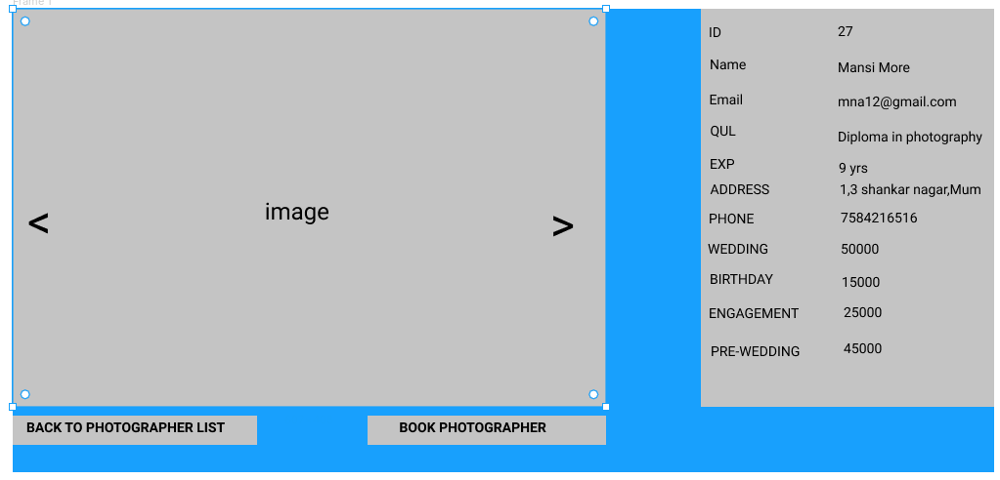 Frame 1
ID 27
Name Mansi More
Email mna12@gmail.com
QUL Diploma in photography
EXP 9 yrs
ADDRESS 1,3 shankar nagar,Mum
PHONE 7584216516
WEDDING 50000
BIRTHDAY 15000
ENGAGEMENT 25000
PRE-WEDDING 45000
< image >
BACK TO PHOTOGRAPHER LIST
BOOK PHOTOGRAPHER